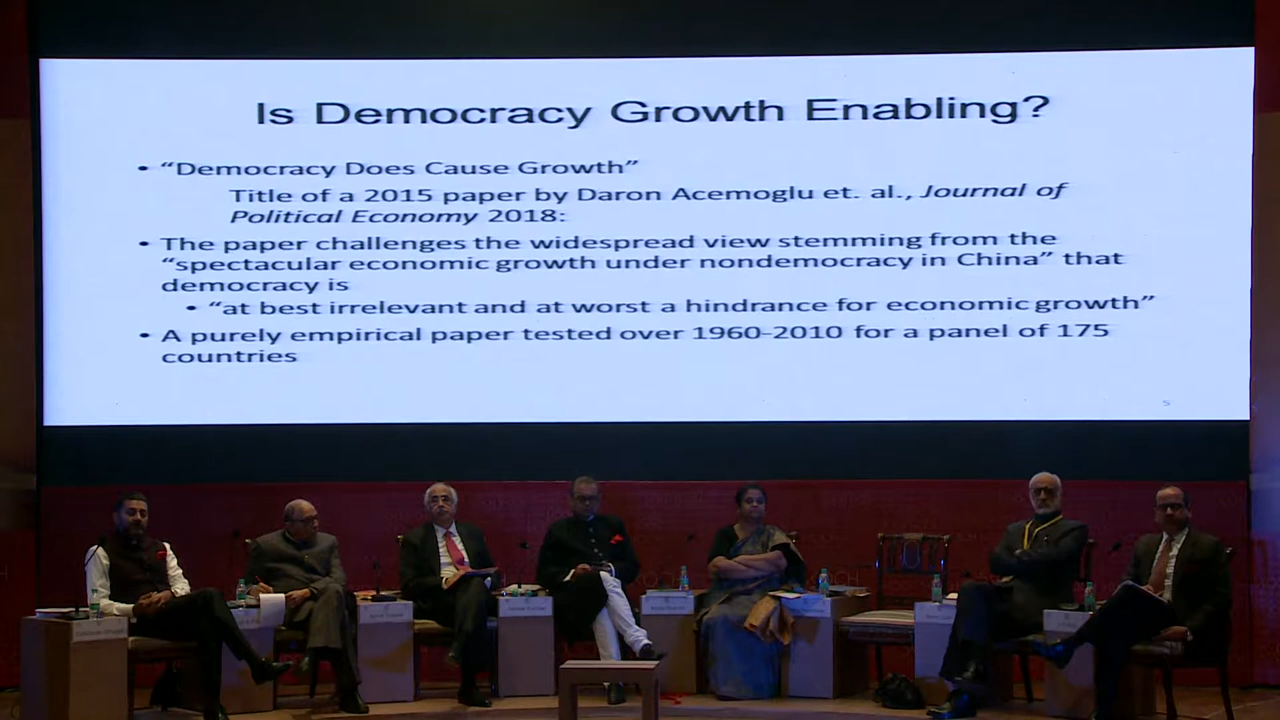 Is Democracy Growth Enabling?
• “Democracy Does Cause Growth”
Title of a 2015 paper by Daron Acemoglu et. al., Journal of
Political Economy 2018:
• The paper challenges the widespread view stemming from the
“spectacular economic growth under nondemocracy in China” that
democracy is
• “at best irrelevant and at worst a hindrance for economic growth”
• A purely empirical paper tested over 1960-2010 for a panel of 175
countries
5